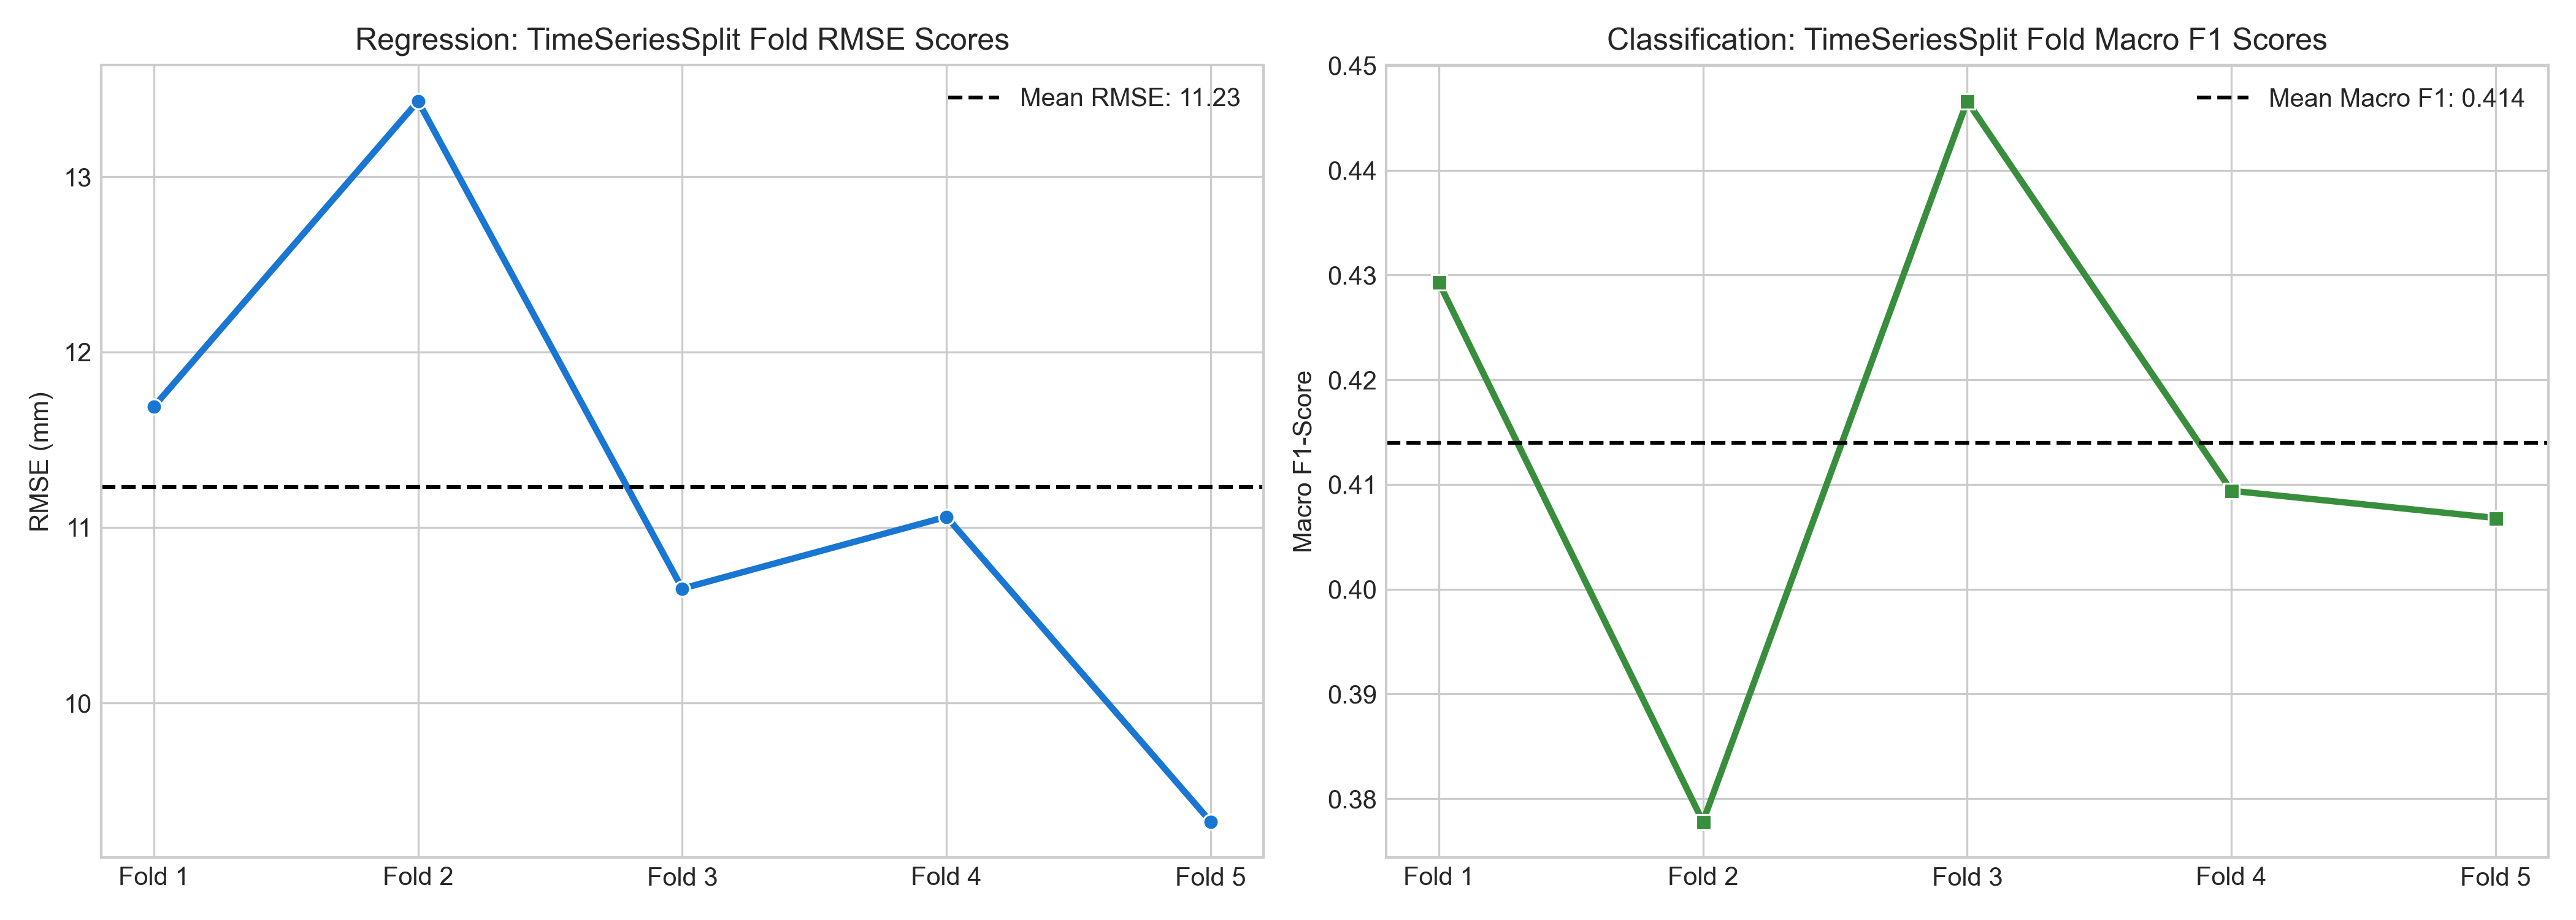 Regression: TimeSeriesSplit Fold RMSE Scores
Mean RMSE: 11.23
RMSE (mm)
13
12
11
10
Fold 1
Fold 2
Fold 3
Fold 4
Fold 5
Classification: TimeSeriesSplit Fold Macro F1 Scores
Mean Macro F1: 0.414
Macro F1-Score
0.45
0.44
0.43
0.42
0.41
0.40
0.39
0.38
Fold 1
Fold 2
Fold 3
Fold 4
Fold 5